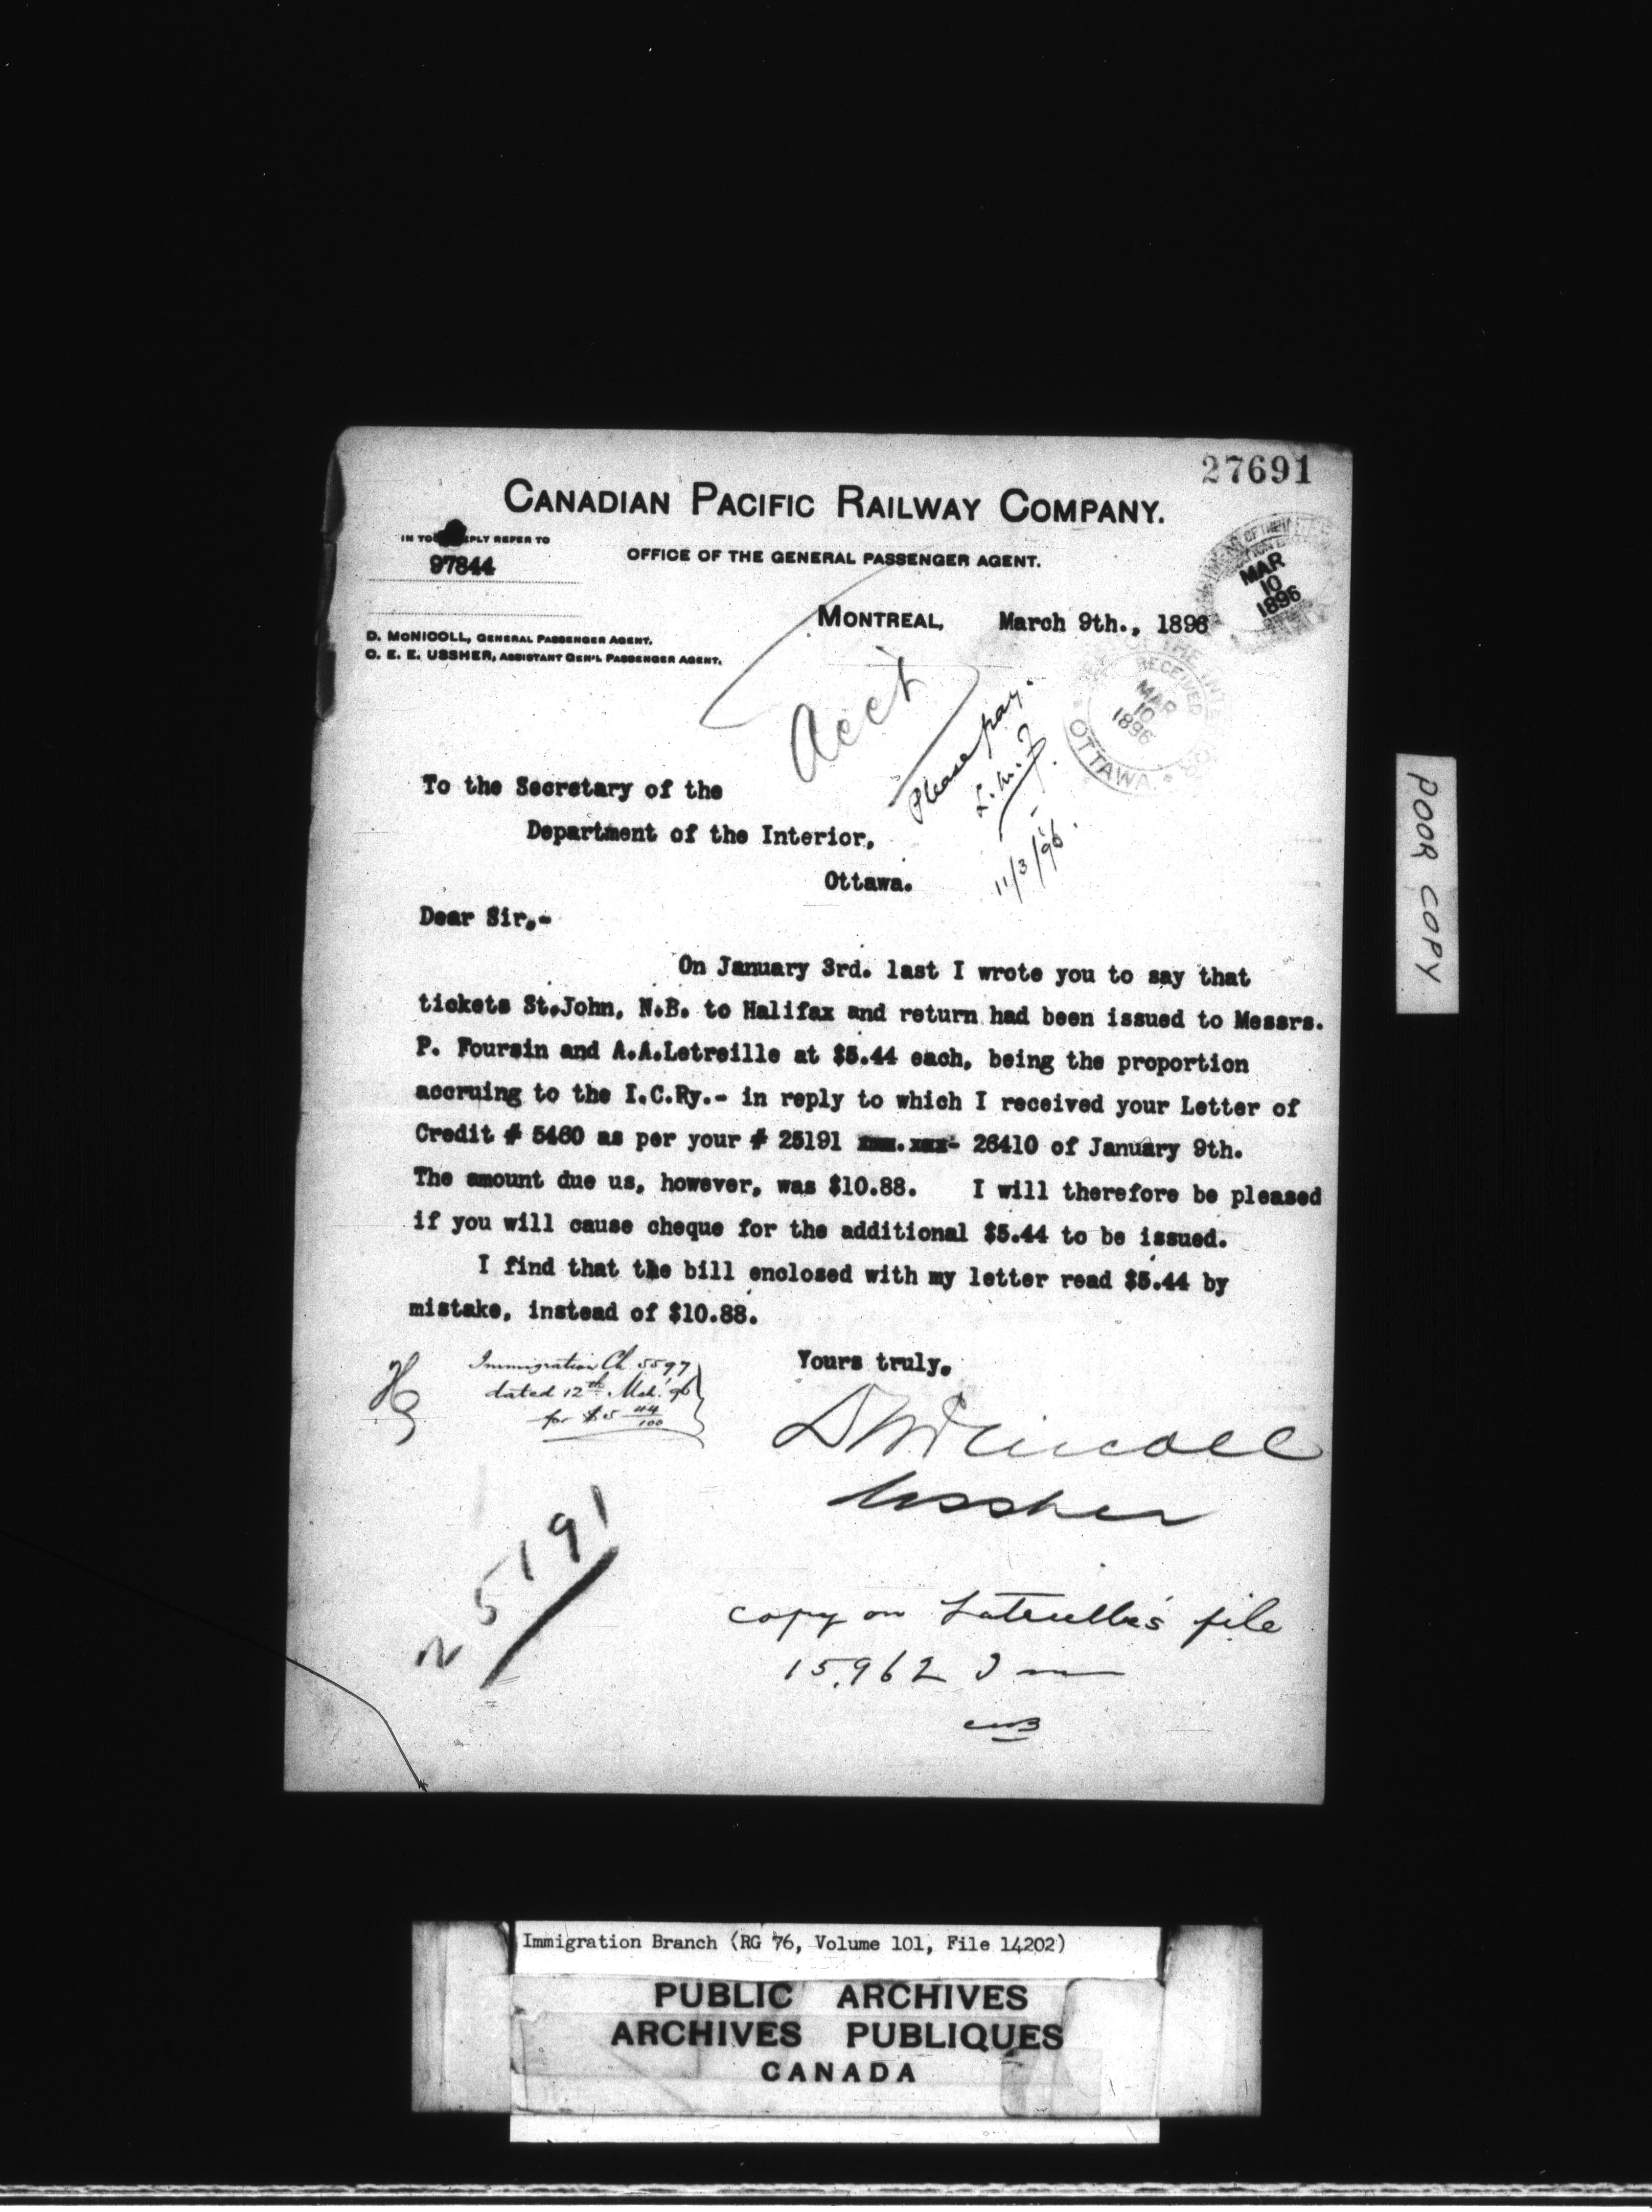 27691
CANADIAN PACIFIC RAILWAY COMPANY.
IN YO REPLY REFER TO
97844
OFFICE OF THE GENERAL PASSENGER AGENT.
MAR
10
1896
MONTREAL, March 9th., 1896
D. MCNICOLL, GENERAL PASSENGER AGENT.
C. E. E. USSHER, ASSISTANT GEN'L PASSENGER AGENT.
RECEIVED
MAR
10
1896
OTTAWA
Acct
Please pay.
11/3/96.
To the Secretary of the
Department of the Interior,
Ottawa.
Dear Sir,-
On January 3rd. last I wrote you to say that
tickets St.John, N.B. to Halifax and return had been issued to Messrs.
P. Foursin and A.A.Letreille at $5.44 each, being the proportion
accruing to the I.C.Ry.- in reply to which I received your Letter of
Credit # 5460 as per your # 25191 26410 of January 9th.
The amount due us, however, was $10.88. I will therefore be pleased
if you will cause cheque for the additional $5.44 to be issued.
I find that the bill enclosed with my letter read $5.44 by
mistake, instead of $10.88.
Yours truly,
Immigration Ch. 5597
dated 12th Mch. '96
for $5 44/100
D McNicoll
Ussher
5191
copy on Latreille's file
15,962
POOR COPY
Immigration Branch (RG 76, Volume 101, File 14202)
PUBLIC ARCHIVES
ARCHIVES PUBLIQUES
CANADA